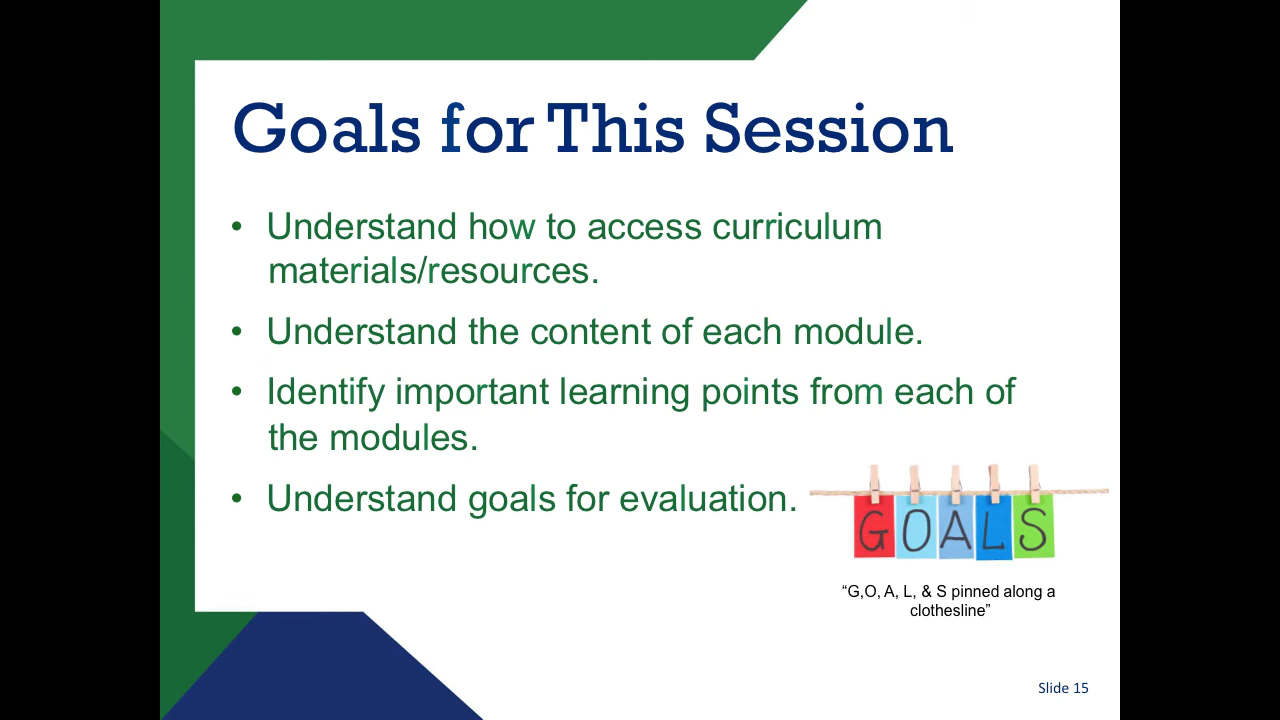 Goals for This Session
• Understand how to access curriculum
materials/resources.
• Understand the content of each module.
• Identify important learning points from each of
the modules.
• Understand goals for evaluation.
GOALS
“G,O, A, L, & S pinned along a
clothesline”
Slide 15